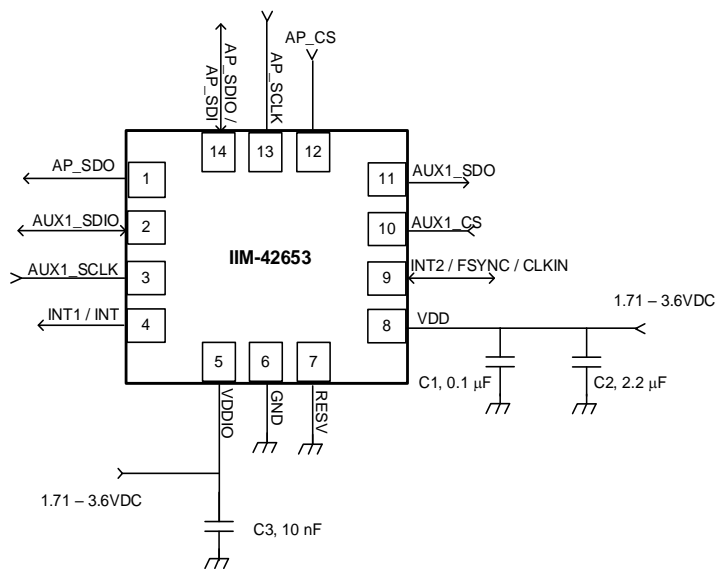 AP_CS
AP_SDIO /
AP_SDI
AP_SCLK
14
13
12
AP_SDO
1
11
AUX1_SDO
AUX1_SDIO
2
10
AUX1_CS
IIM-42653
AUX1_SCLK
3
9
INT2 / FSYNC / CLKIN
INT1 / INT
4
8
VDD
1.71 – 3.6VDC
5
6
7
C1, 0.1 μF
C2, 2.2 μF
VDDIO
GND
RESV
1.71 – 3.6VDC
C3, 10 nF